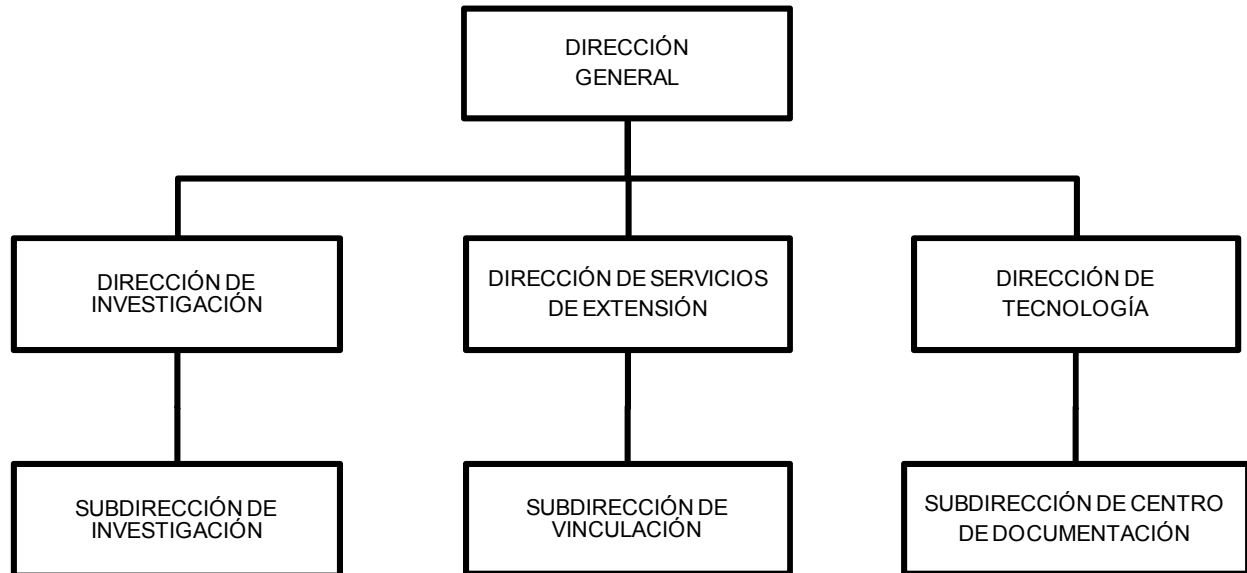 DIRECCIÓN
GENERAL
DIRECCIÓN DE
INVESTIGACIÓN
DIRECCIÓN DE SERVICIOS
DE EXTENSIÓN
DIRECCIÓN DE
TECNOLOGÍA
SUBDIRECCIÓN DE
INVESTIGACIÓN
SUBDIRECCIÓN DE
VINCULACIÓN
SUBDIRECCIÓN DE CENTRO
DE DOCUMENTACIÓN